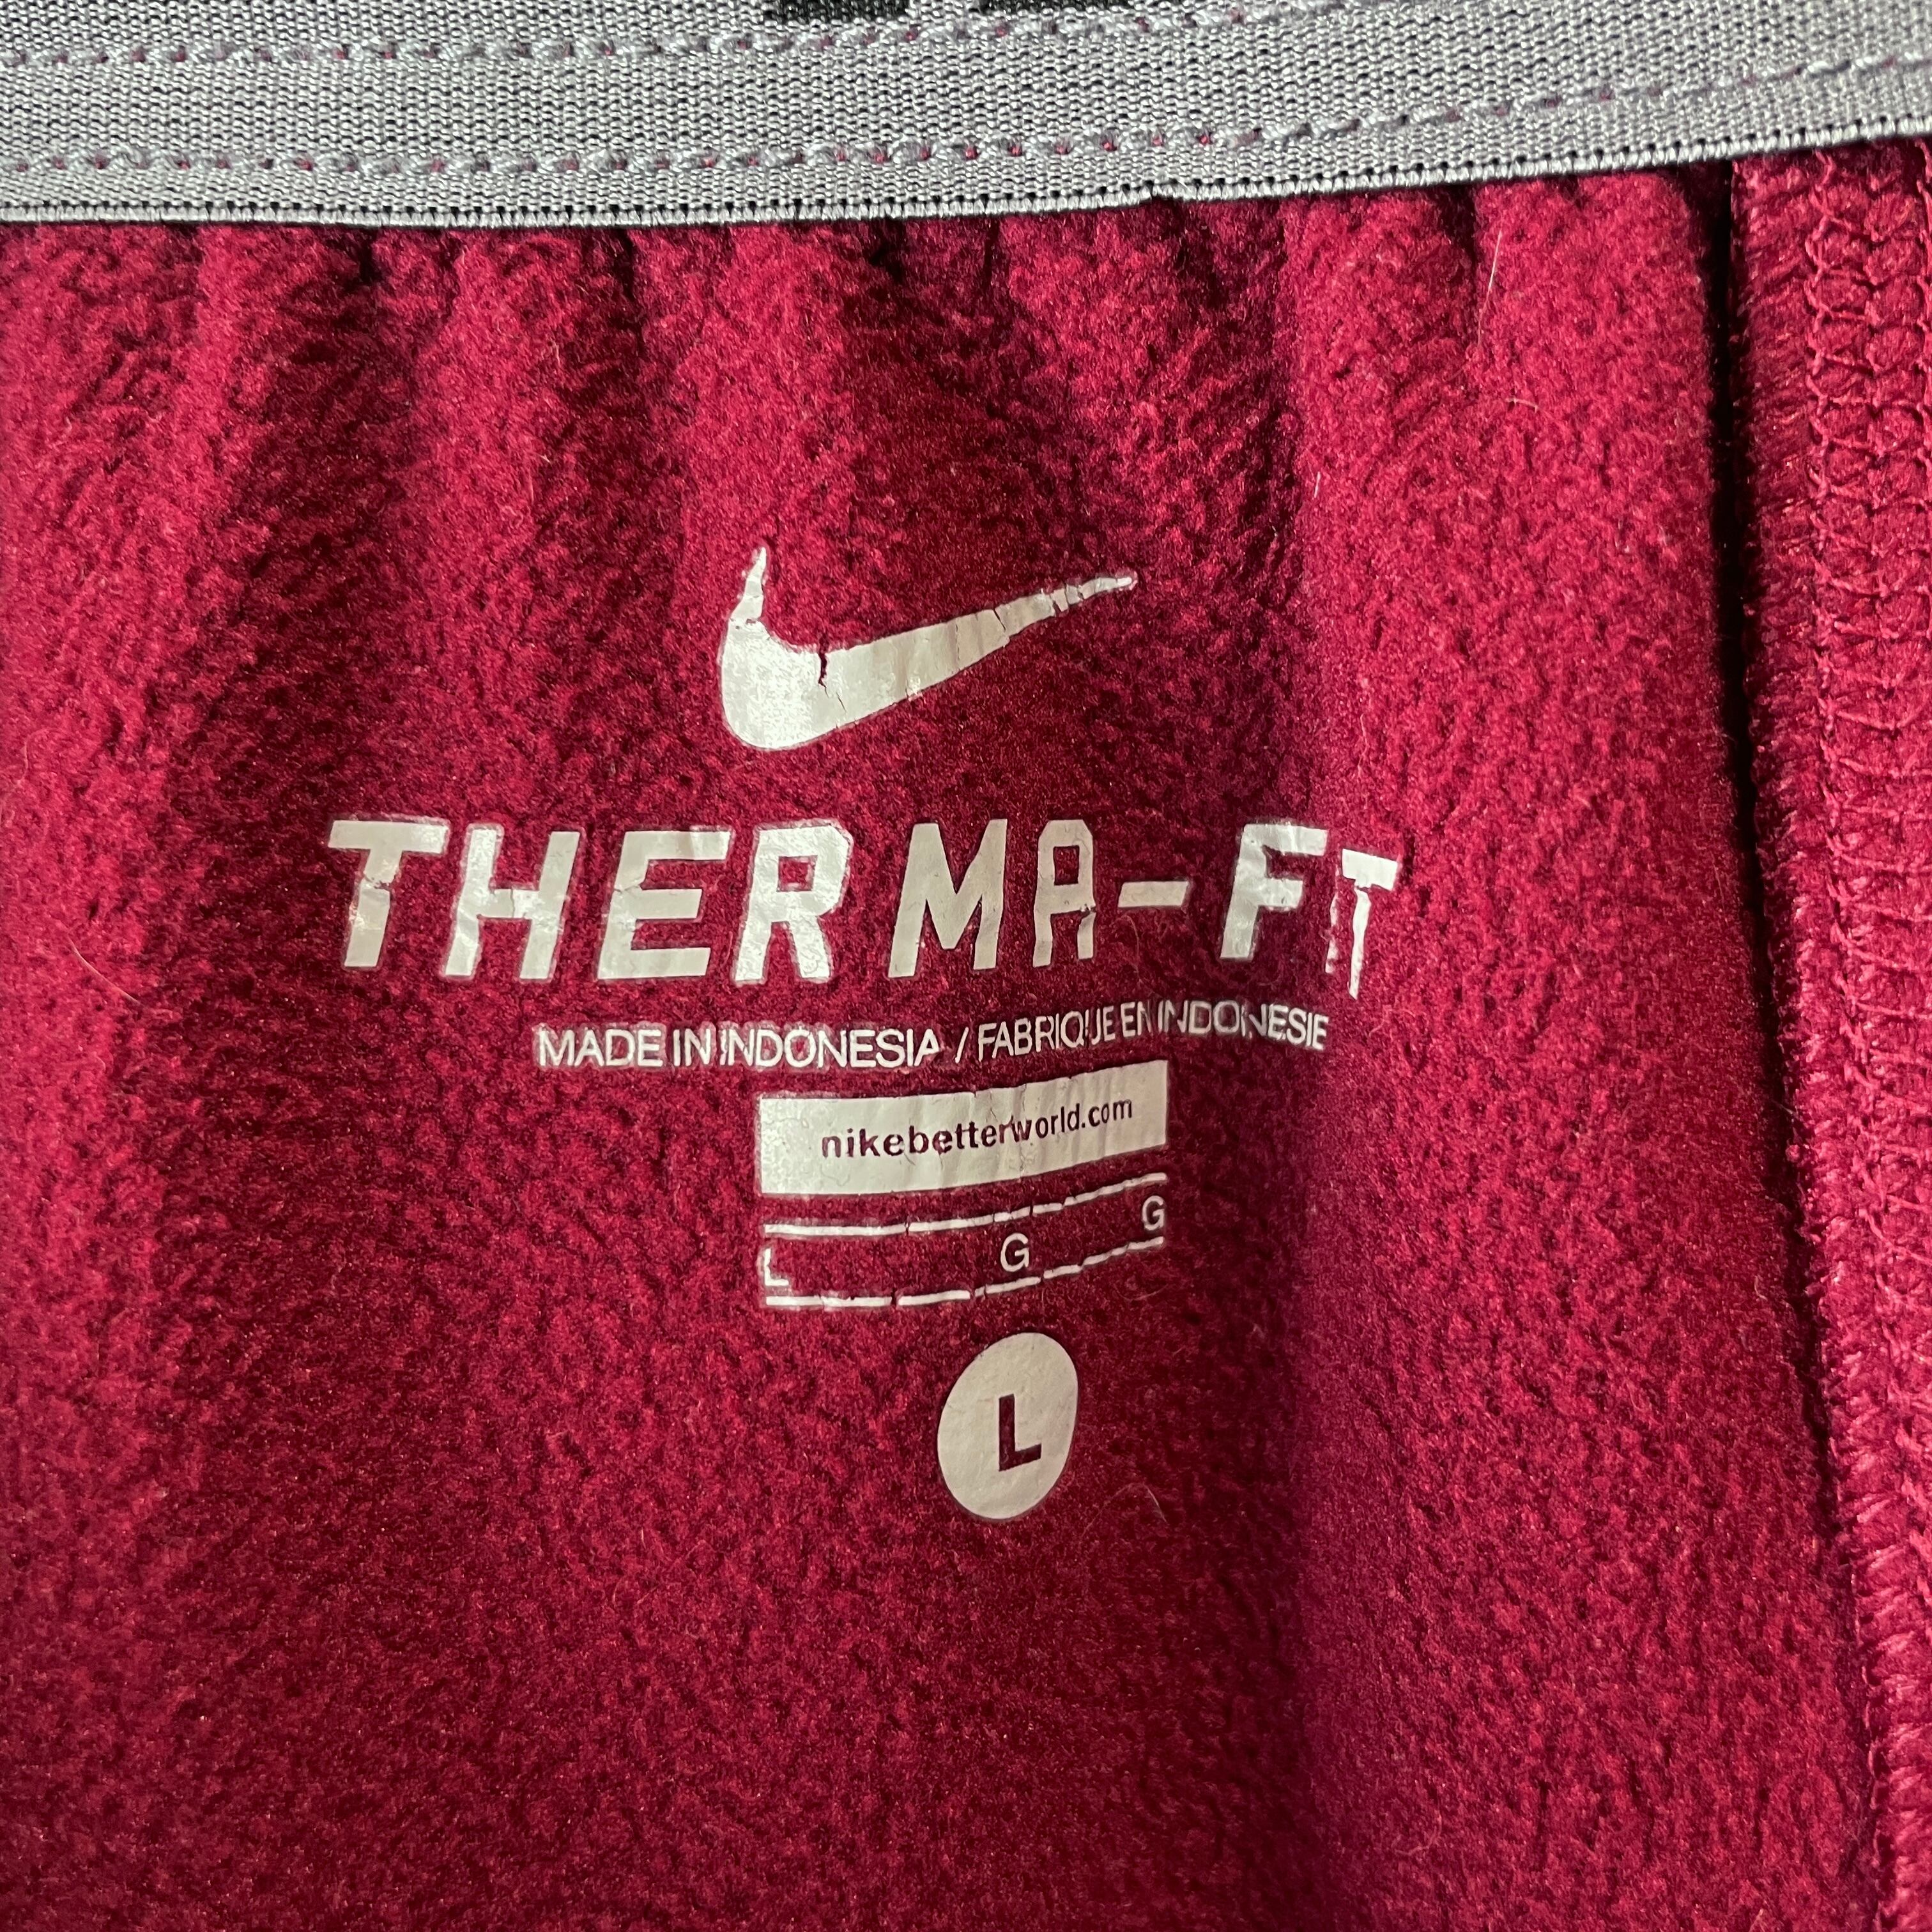 THERMA-FIT
MADE IN INDONESIA / FABRIQUE EN INDONESIE
nikebetterworld.com
L G G
L